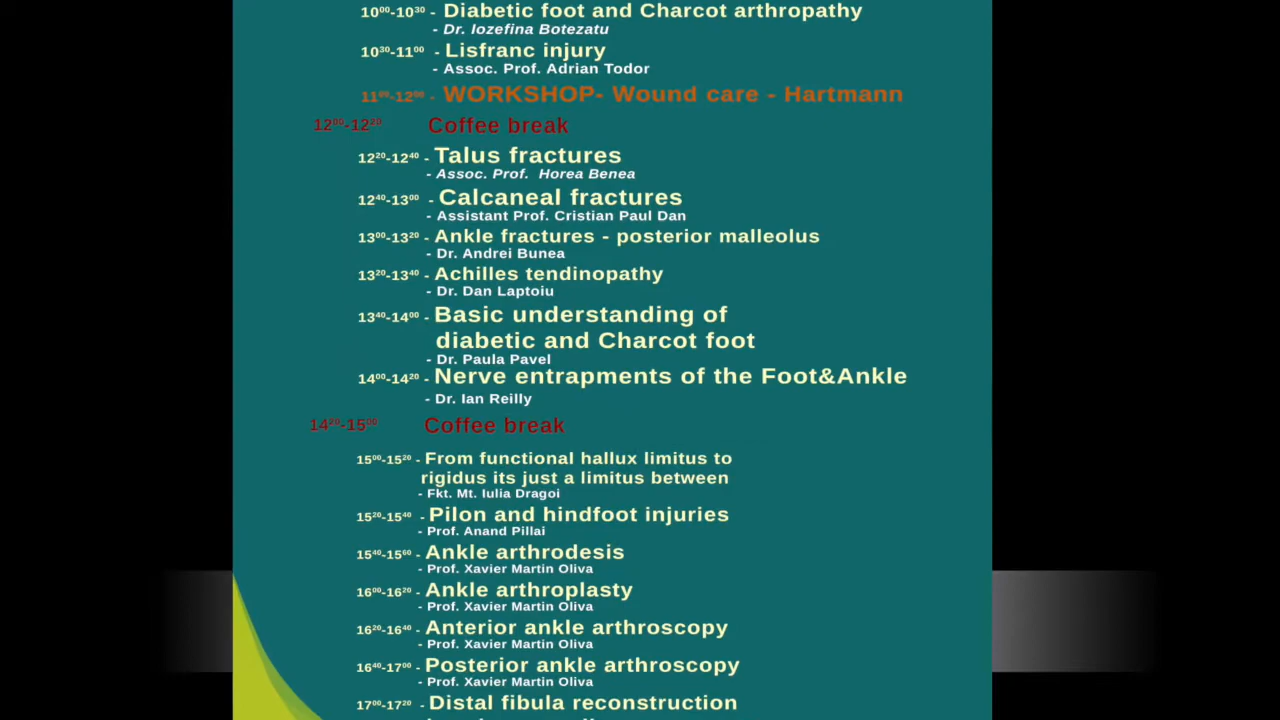 10⁰⁰-10³⁰ - Diabetic foot and Charcot arthropathy
- Dr. Iozefina Botezatu
10³⁰-11⁰⁰ - Lisfranc injury
- Assoc. Prof. Adrian Todor
11⁰⁰-12⁰⁰ - WORKSHOP- Wound care - Hartmann
12⁰⁰-12²⁰ Coffee break
12²⁰-12⁴⁰ - Talus fractures
- Assoc. Prof. Horea Benea
12⁴⁰-13⁰⁰ - Calcaneal fractures
- Assistant Prof. Cristian Paul Dan
13⁰⁰-13²⁰ - Ankle fractures - posterior malleolus
- Dr. Andrei Bunea
13²⁰-13⁴⁰ - Achilles tendinopathy
- Dr. Dan Laptoiu
13⁴⁰-14⁰⁰ - Basic understanding of
diabetic and Charcot foot
- Dr. Paula Pavel
14⁰⁰-14²⁰ - Nerve entrapments of the Foot&Ankle
- Dr. Ian Reilly
14²⁰-15⁰⁰ Coffee break
15⁰⁰-15²⁰ - From functional hallux limitus to
rigidus its just a limitus between
- Fkt. Mt. Iulia Dragoi
15²⁰-15⁴⁰ - Pilon and hindfoot injuries
- Prof. Anand Pillai
15⁴⁰-15⁶⁰ - Ankle arthrodesis
- Prof. Xavier Martin Oliva
16⁰⁰-16²⁰ - Ankle arthroplasty
- Prof. Xavier Martin Oliva
16²⁰-16⁴⁰ - Anterior ankle arthroscopy
- Prof. Xavier Martin Oliva
16⁴⁰-17⁰⁰ - Posterior ankle arthroscopy
- Prof. Xavier Martin Oliva
17⁰⁰-17²⁰ - Distal fibula reconstruction